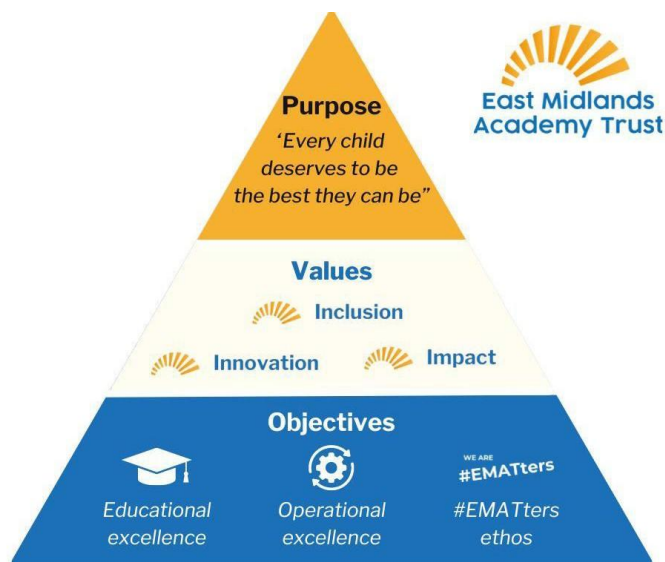 East Midlands
Academy Trust
Purpose
‘Every child
deserves to be
the best they can be”
Values
Inclusion
Innovation
Impact
Objectives
WE ARE
#EMATters
Educational
excellence
Operational
excellence
#EMATters
ethos